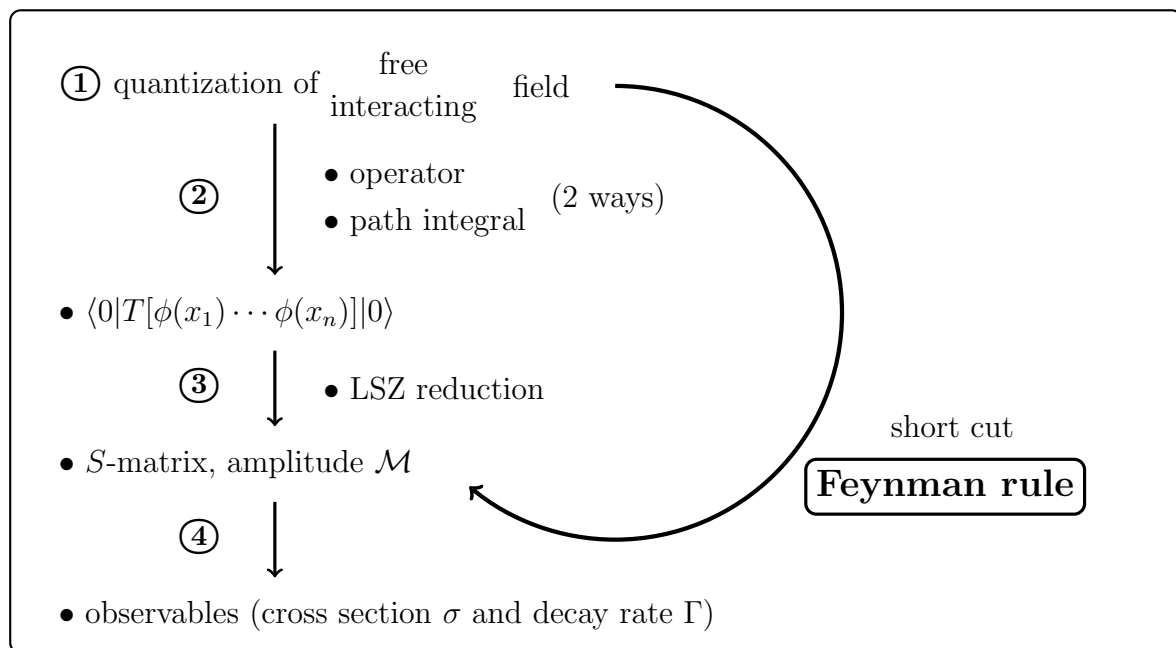 ① quantization of free interacting field
② • operator
• path integral (2 ways)
• ⟨0|T[ϕ(x₁) ⋯ ϕ(xₙ)]|0⟩
③ • LSZ reduction
short cut
• S-matrix, amplitude ℳ
Feynman rule
④
• observables (cross section σ and decay rate Γ)